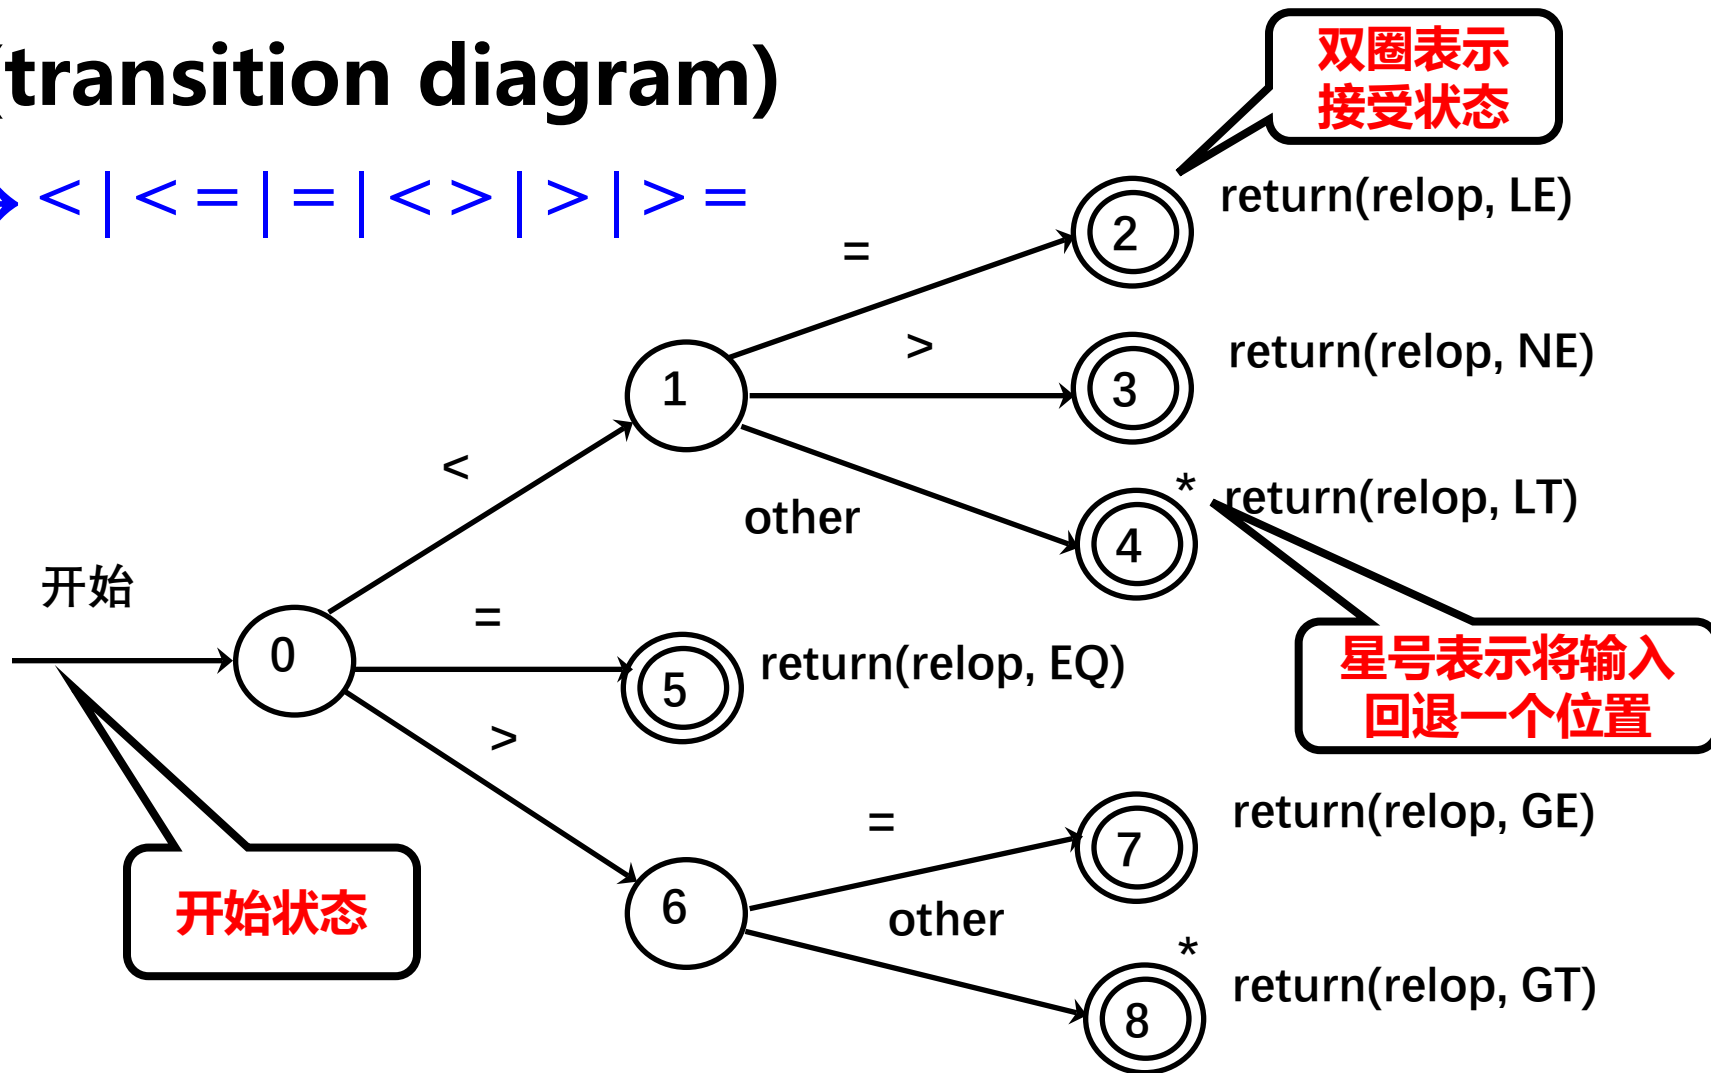 (transition diagram)
→ < | < = | = | < > | > | > =
双圈表示
接受状态
return(relop, LE)
=
2
>
return(relop, NE)
1
3
<
other
* return(relop, LT)
4
开始
=
0
return(relop, EQ)
5
星号表示将输入
回退一个位置
>
=
return(relop, GE)
7
开始状态
6
other
*
return(relop, GT)
8